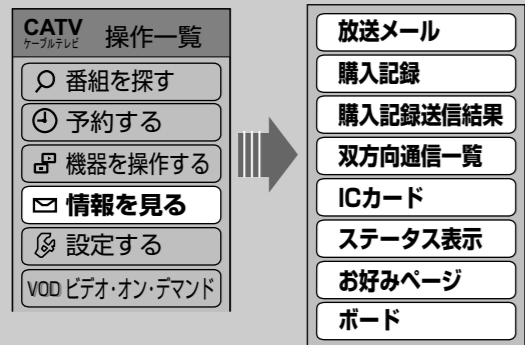 CATV
ケーブルテレビ 操作一覧
番組を探す
予約する
機器を操作する
情報を見る
設定する
VOD ビデオ・オン・デマンド
放送メール
購入記録
購入記録送信結果
双方向通信一覧
ICカード
ステータス表示
お好みページ
ボード